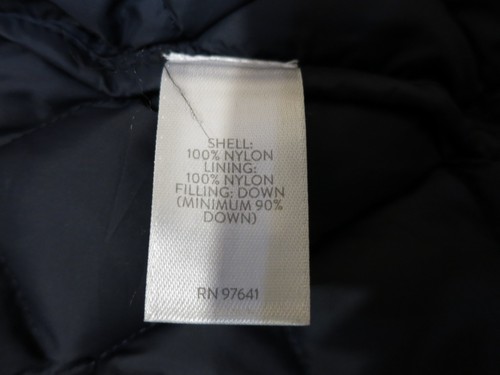 SHELL:
100% NYLON
LINING:
100% NYLON
FILLING: DOWN
(MINIMUM 90%
DOWN)
RN 97641